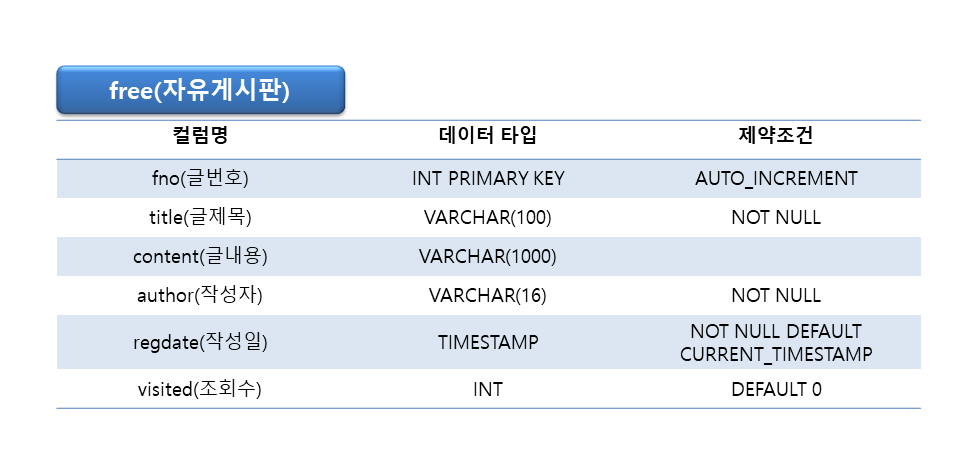 free(자유게시판)
컬럼명 데이터 타입 제약조건
fno(글번호) INT PRIMARY KEY AUTO_INCREMENT
title(글제목) VARCHAR(100) NOT NULL
content(글내용) VARCHAR(1000)
author(작성자) VARCHAR(16) NOT NULL
regdate(작성일) TIMESTAMP NOT NULL DEFAULT
CURRENT_TIMESTAMP
visited(조회수) INT DEFAULT 0